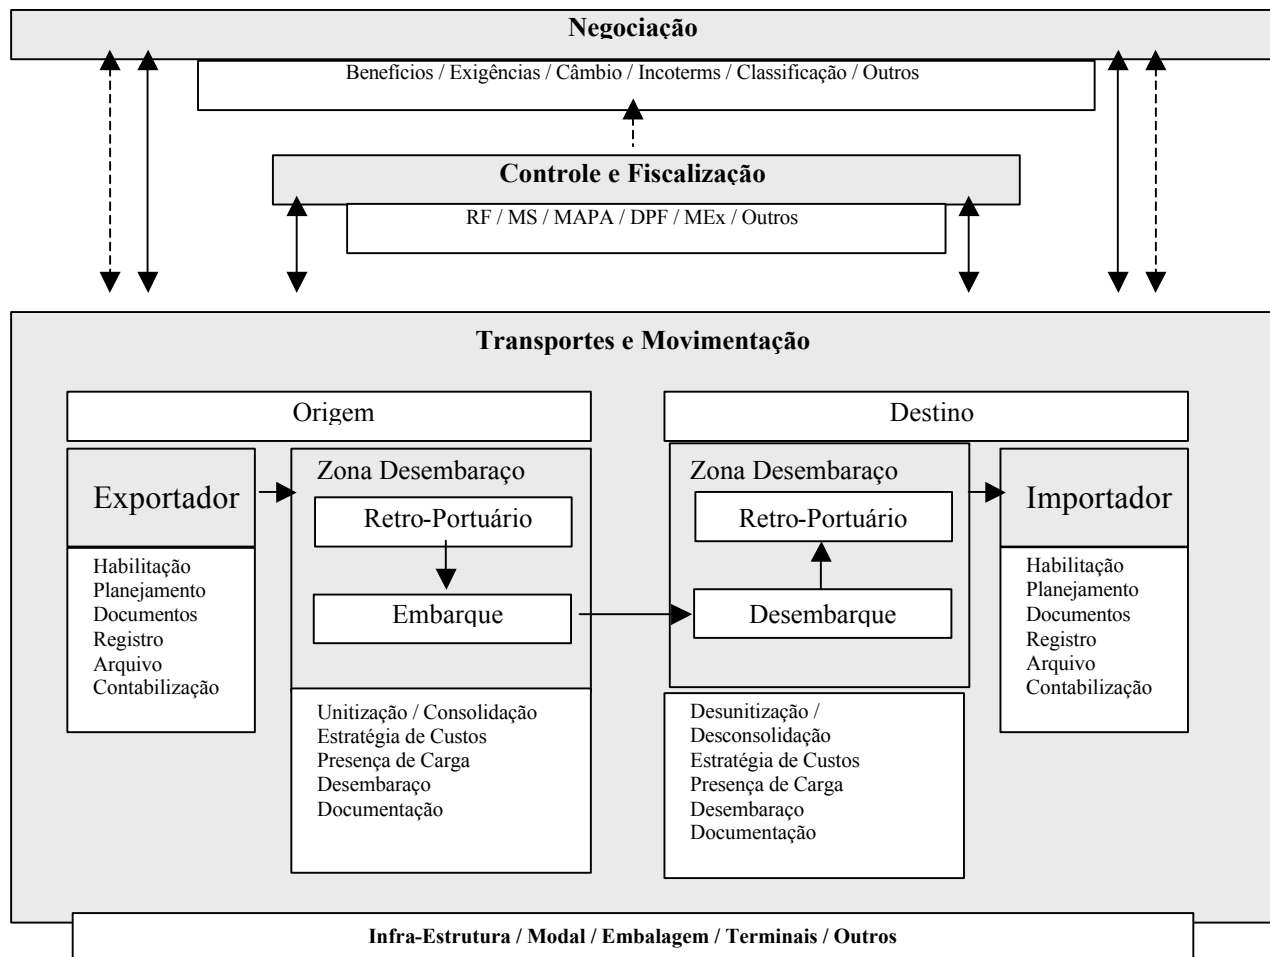 Negociação
Benefícios / Exigências / Câmbio / Incoterms / Classificação / Outros
Controle e Fiscalização
RF / MS / MAPA / DPF / MEx / Outros
Transportes e Movimentação
Origem
Destino
Exportador
Zona Desembaraço
Retro-Portuário
Embarque
Zona Desembaraço
Retro-Portuário
Desembarque
Importador
Habilitação
Planejamento
Documentos
Registro
Arquivo
Contabilização
Unitização / Consolidação
Estratégia de Custos
Presença de Carga
Desembaraço
Documentação
Desunitização /
Desconsolidação
Estratégia de Custos
Presença de Carga
Desembaraço
Documentação
Habilitação
Planejamento
Documentos
Registro
Arquivo
Contabilização
Infra-Estrutura / Modal / Embalagem / Terminais / Outros